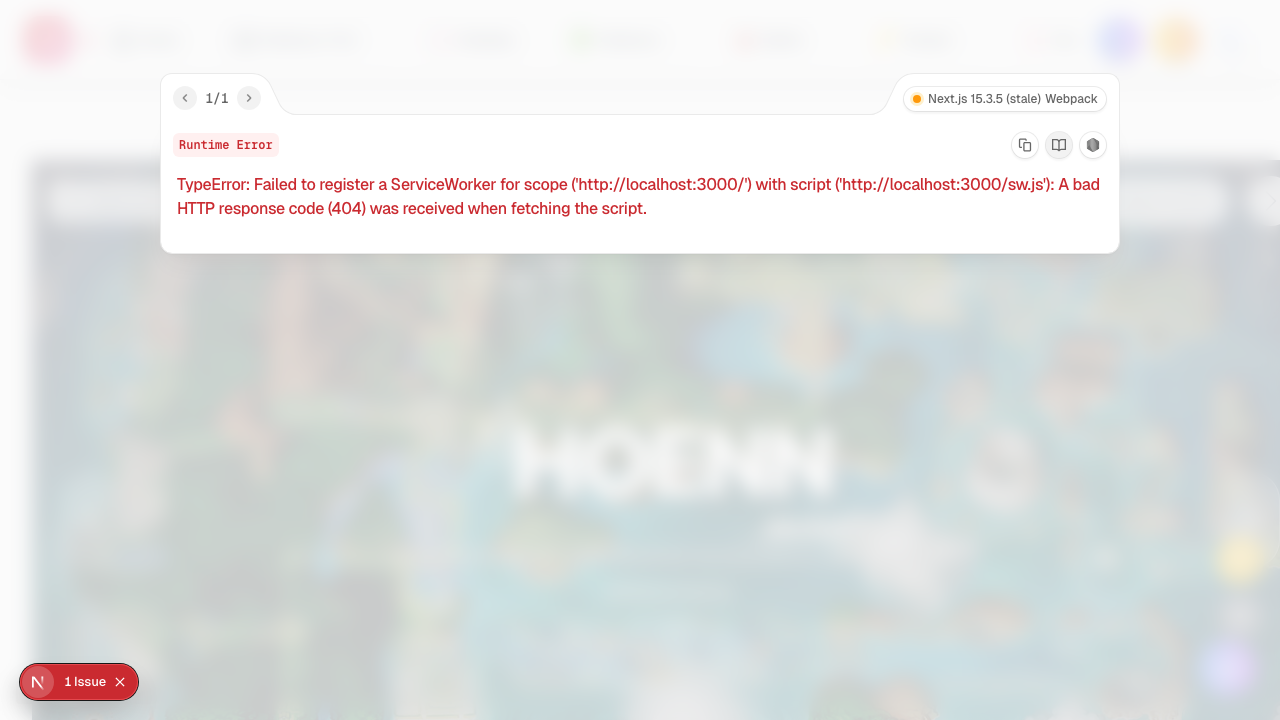 1/1
Next.js 15.3.5 (stale) Webpack
Runtime Error
TypeError: Failed to register a ServiceWorker for scope ('http://localhost:3000/') with script ('http://localhost:3000/sw.js'): A bad
HTTP response code (404) was received when fetching the script.
HOENN
1 Issue